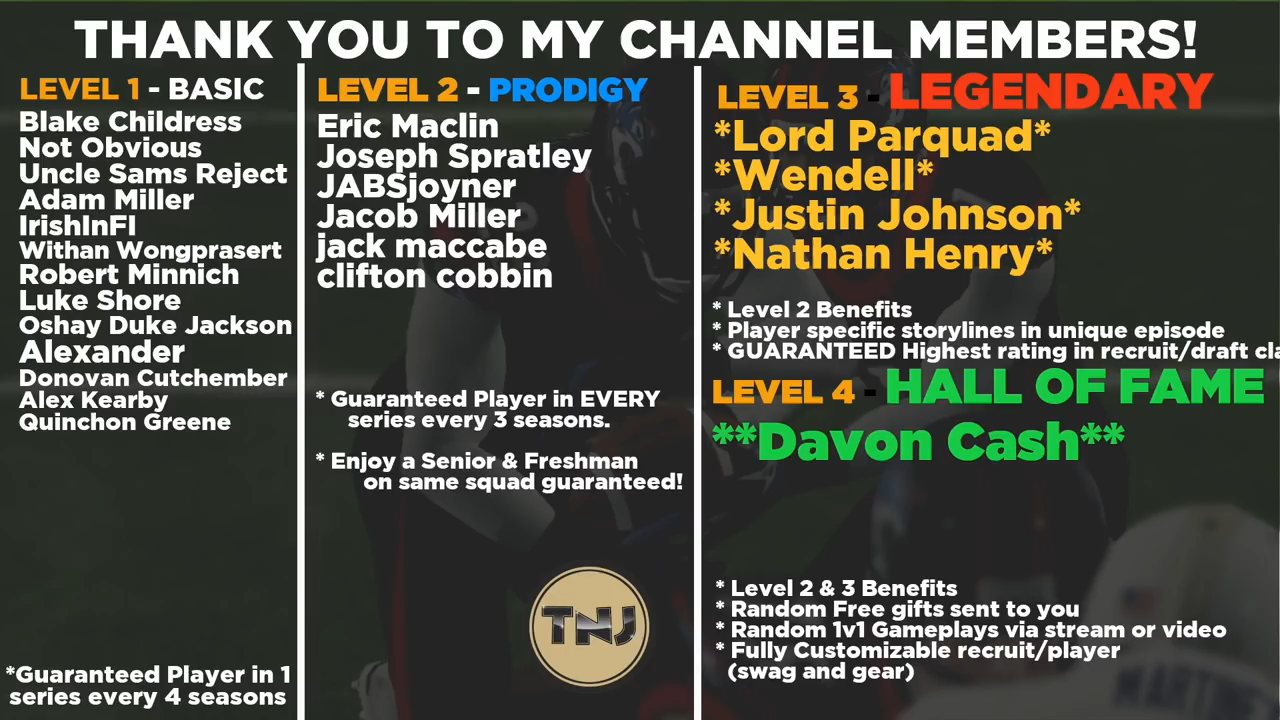 THANK YOU TO MY CHANNEL MEMBERS!
LEVEL 1 - BASIC
Blake Childress
Not Obvious
Uncle Sams Reject
Adam Miller
IrishInFl
Withan Wongprasert
Robert Minnich
Luke Shore
Oshay Duke Jackson
Alexander
Donovan Cutchember
Alex Kearby
Quinchon Greene
*Guaranteed Player in 1
series every 4 seasons
LEVEL 2 - PRODIGY
Eric Maclin
Joseph Spratley
JABSjoyner
Jacob Miller
jack maccabe
clifton cobbin
* Guaranteed Player in EVERY
series every 3 seasons.
* Enjoy a Senior & Freshman
on same squad guaranteed!
TNJ
LEVEL 3 - LEGENDARY
*Lord Parquad*
*Wendell*
*Justin Johnson*
*Nathan Henry*
* Level 2 Benefits
* Player specific storylines in unique episode
* GUARANTEED Highest rating in recruit/draft cla
LEVEL 4 - HALL OF FAME
**Davon Cash**
* Level 2 & 3 Benefits
* Random Free gifts sent to you
* Random 1v1 Gameplays via stream or video
* Fully Customizable recruit/player
(swag and gear)